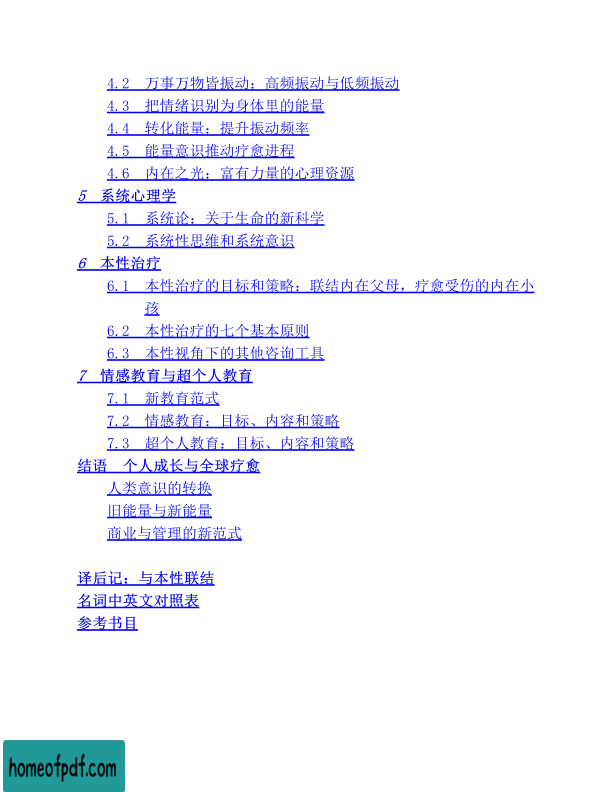 4.2 万事万物皆振动：高频振动与低频振动
4.3 把情绪识别为身体里的能量
4.4 转化能量：提升振动频率
4.5 能量意识推动疗愈进程
4.6 内在之光：富有力量的心理资源
5 系统心理学
5.1 系统论：关于生命的新科学
5.2 系统性思维和系统意识
6 本性治疗
6.1 本性治疗的目标和策略：联结内在父母，疗愈受伤的内在小
孩
6.2 本性治疗的七个基本原则
6.3 本性视角下的其他咨询工具
7 情感教育与超个人教育
7.1 新教育范式
7.2 情感教育：目标、内容和策略
7.3 超个人教育：目标、内容和策略
结语 个人成长与全球疗愈
人类意识的转换
旧能量与新能量
商业与管理的新范式
译后记：与本性联结
名词中英文对照表
参考书目
homeofpdf.com